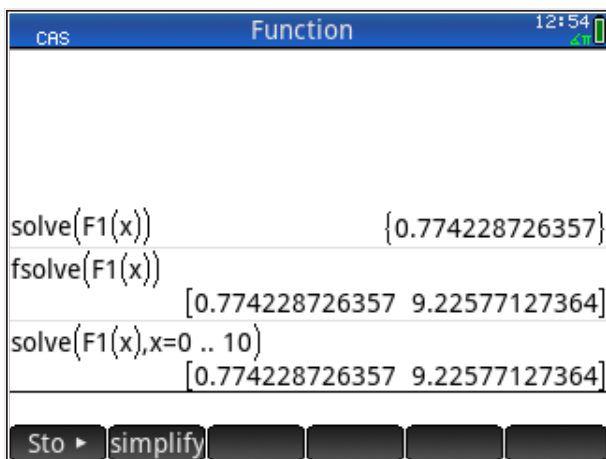 CAS Function 12:54
∡π
solve(F1(x)) {0.774228726357}
fsolve(F1(x))
[0.774228726357 9.22577127364]
solve(F1(x),x=0 .. 10)
[0.774228726357 9.22577127364]
Sto ► simplify